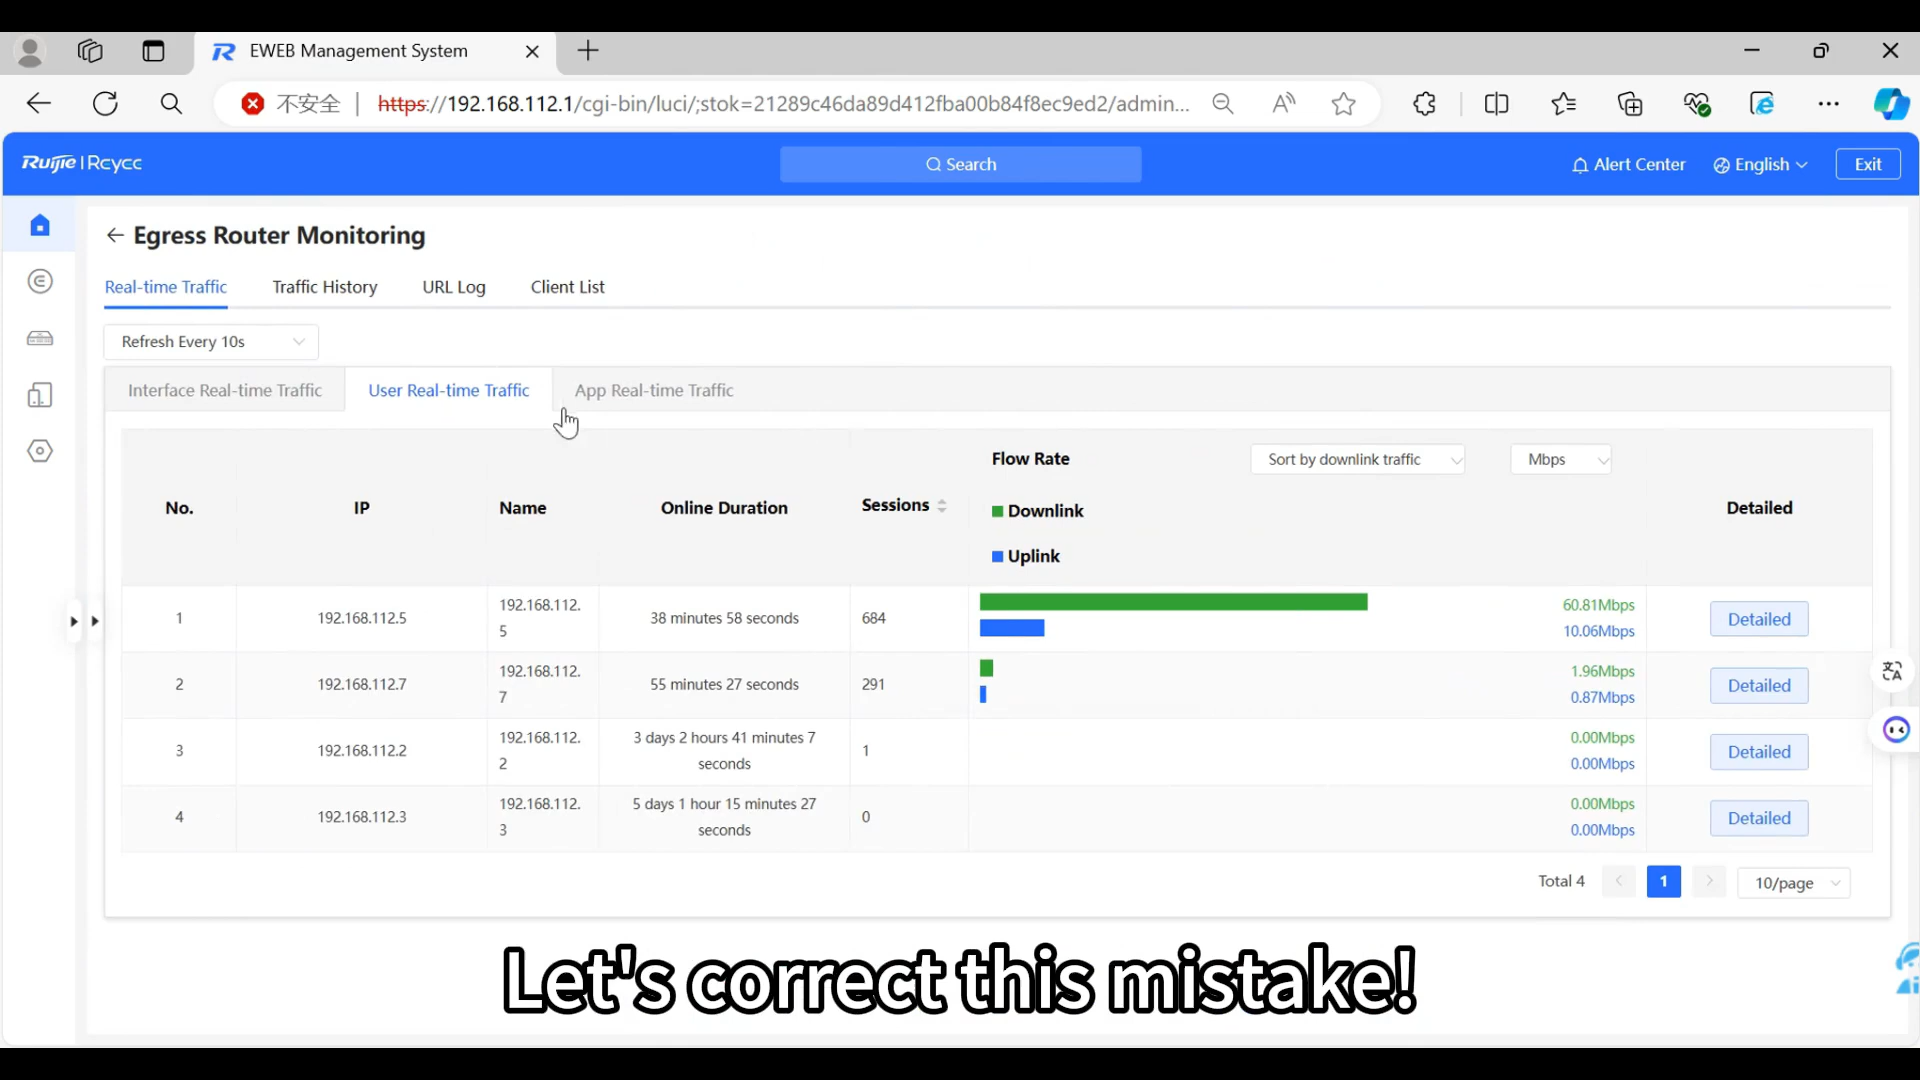 EWEB Management System
不安全 | https://192.168.112.1/cgi-bin/luci/;stok=21289c46da89d412fba00b84f8ec9ed2/admin...
Ruijie | Rcycc
Search
Alert Center
English
Exit
Egress Router Monitoring
Real-time Traffic
Traffic History
URL Log
Client List
Refresh Every 10s
Interface Real-time Traffic
User Real-time Traffic
App Real-time Traffic
No.
IP
Name
Online Duration
Sessions
Flow Rate
Sort by downlink traffic
Mbps
Downlink
Uplink
Detailed
1
192.168.112.5
192.168.112.
5
38 minutes 58 seconds
684
60.81Mbps
10.06Mbps
Detailed
2
192.168.112.7
192.168.112.
7
55 minutes 27 seconds
291
1.96Mbps
0.87Mbps
Detailed
3
192.168.112.2
192.168.112.
2
3 days 2 hours 41 minutes 7
seconds
1
0.00Mbps
0.00Mbps
Detailed
4
192.168.112.3
192.168.112.
3
5 days 1 hour 15 minutes 27
seconds
0
0.00Mbps
0.00Mbps
Detailed
Total 4
1
10/page
Let's correct this mistake!